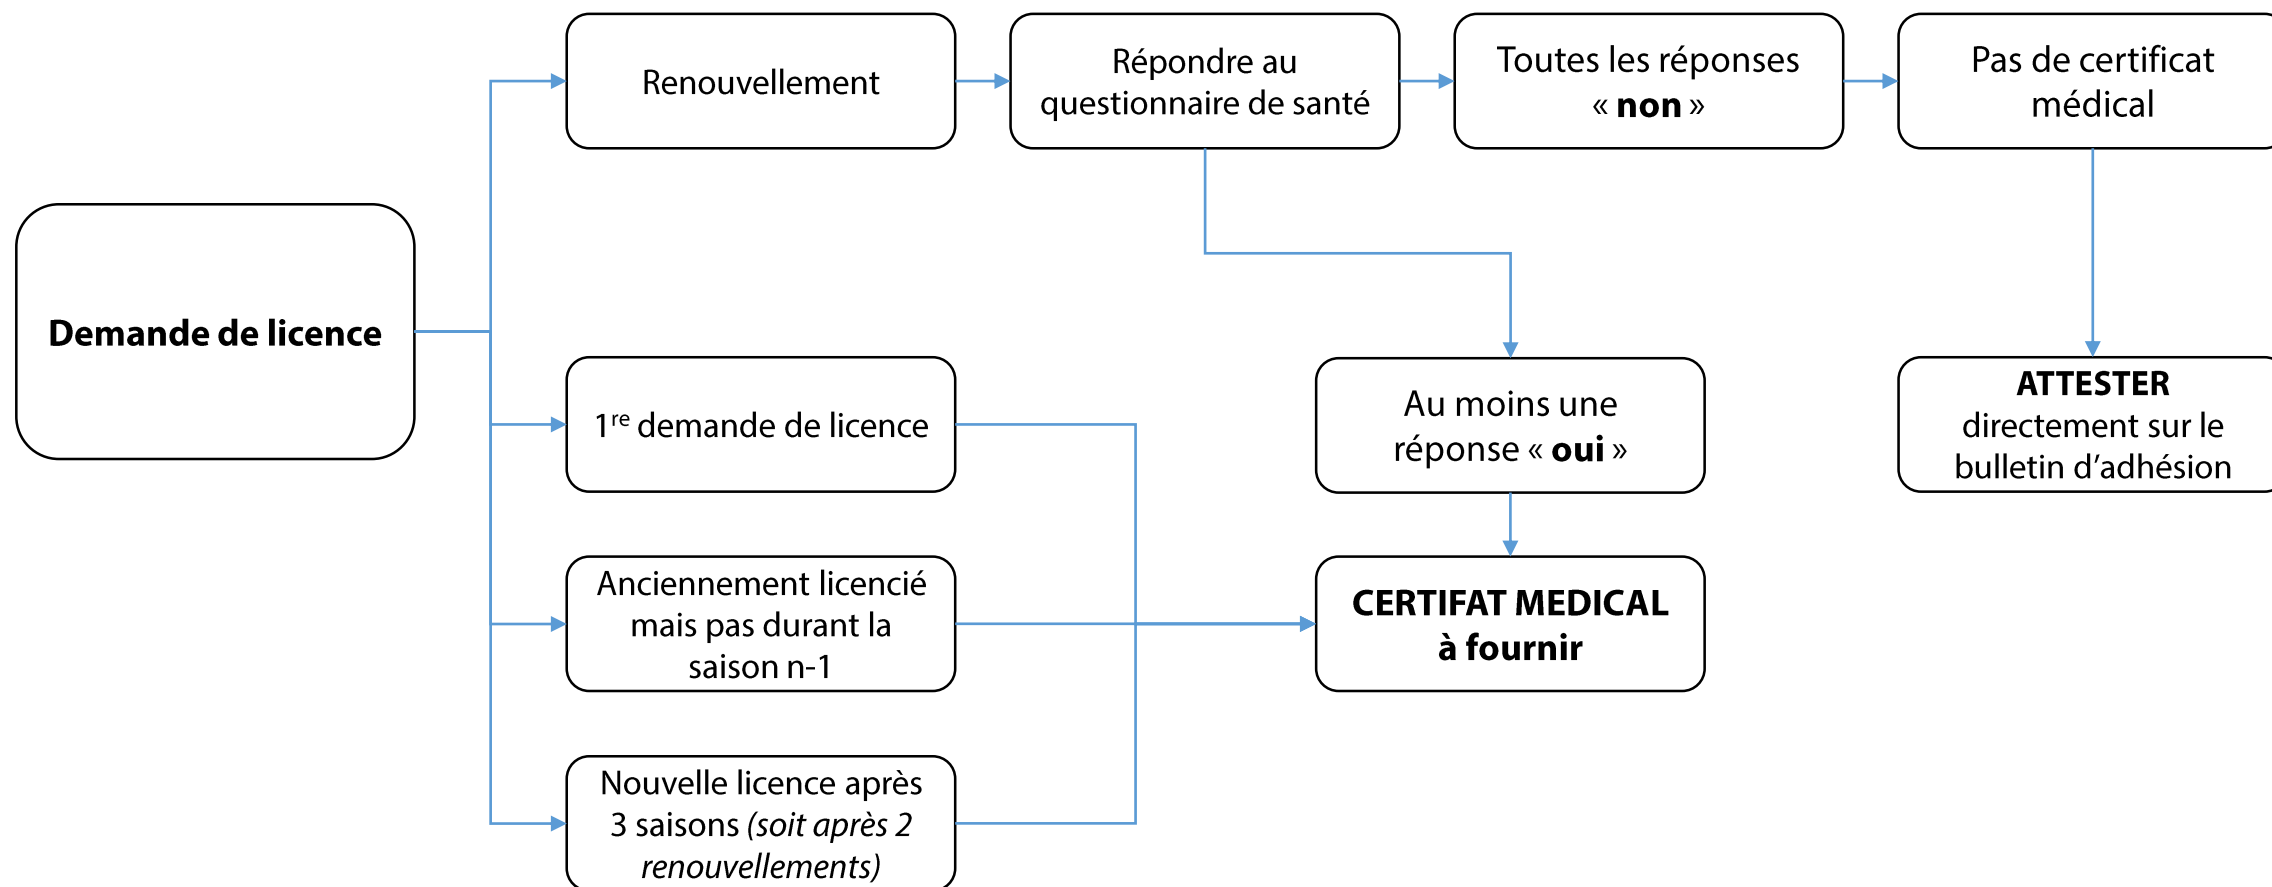 Renouvellement
Répondre au
questionnaire de santé
Toutes les réponses
« non »
Pas de certificat
médical
Demande de licence
1re demande de licence
Au moins une
réponse « oui »
ATTESTER
directement sur le
bulletin d’adhésion
Anciennement licencié
mais pas durant la
saison n-1
CERTIFAT MEDICAL
à fournir
Nouvelle licence après
3 saisons (soit après 2
renouvellements)